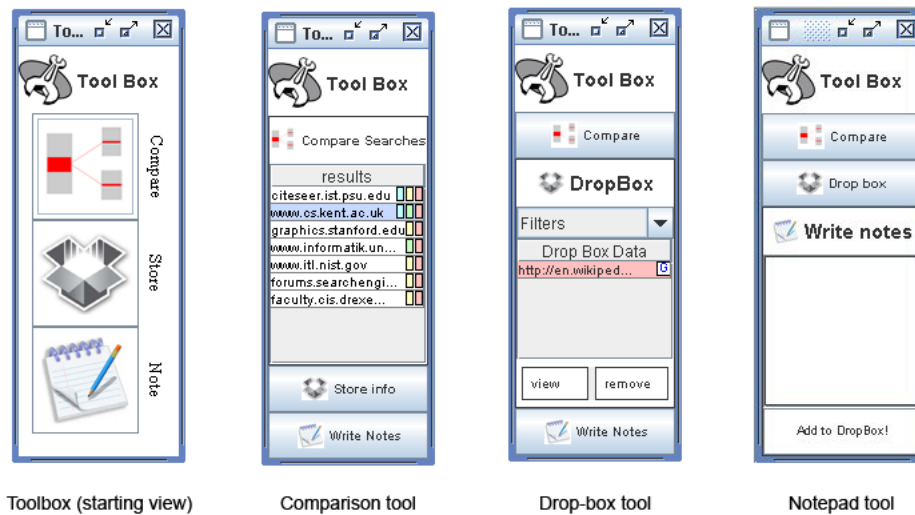 To...
Tool Box
Compare
Store
Note
Toolbox (starting view)
To...
Tool Box
Compare Searches
results
citeseer.ist.psu.edu
www.cs.kent.ac.uk
graphics.stanford.edu
www.informatik.un...
www.itl.nist.gov
forums.searchengi...
faculty.cis.drexe...
Store info
Write Notes
Comparison tool
To...
Tool Box
Compare
DropBox
Filters
Drop Box Data
http://en.wikiped... G
view remove
Write Notes
Drop-box tool
Tool Box
Compare
Drop box
Write notes
Add to DropBox!
Notepad tool